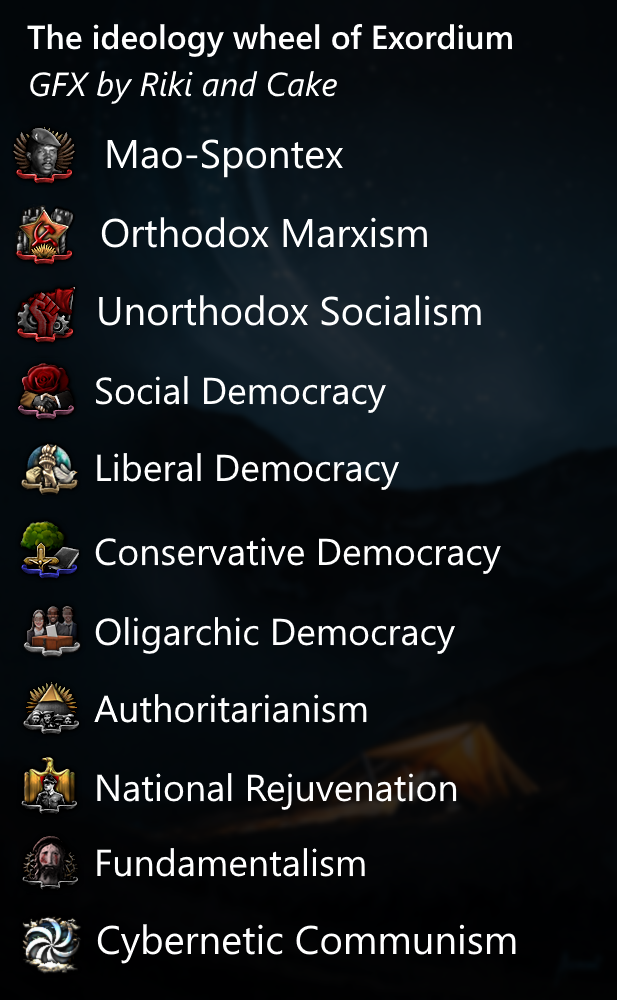 The ideology wheel of Exordium
GFX by Riki and Cake
Mao-Spontex
Orthodox Marxism
Unorthodox Socialism
Social Democracy
Liberal Democracy
Conservative Democracy
Oligarchic Democracy
Authoritarianism
National Rejuvenation
Fundamentalism
Cybernetic Communism